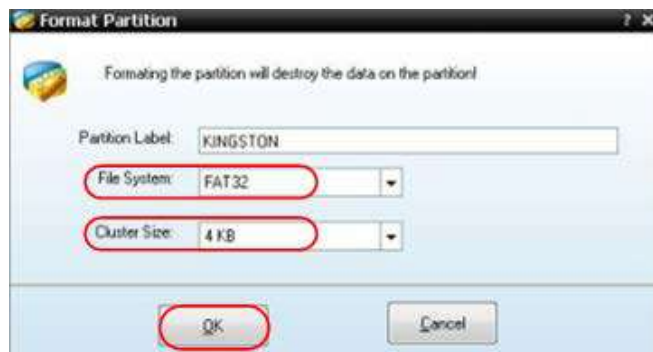 Format Partition ? X
Formating the partition will destroy the data on the partition!
Partition Label: KINGSTON
File System: FAT32
Cluster Size: 4 KB
OK Cancel